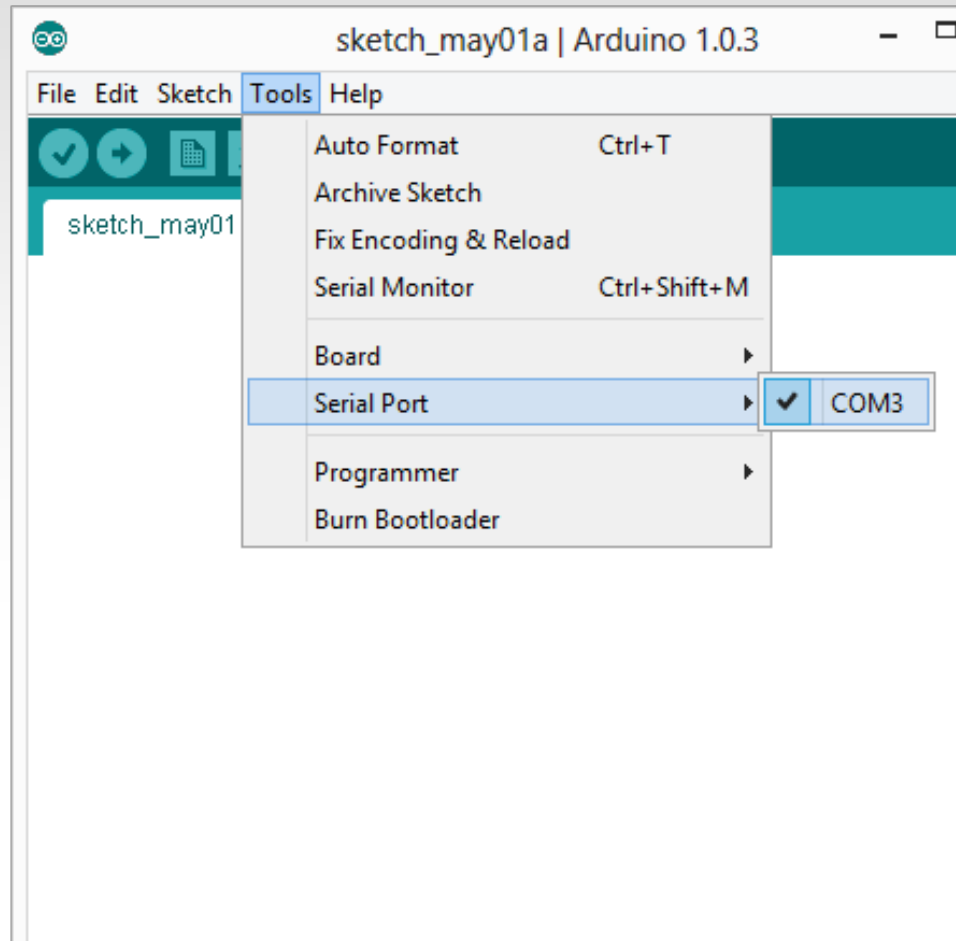 sketch_may01a | Arduino 1.0.3
File Edit Sketch Tools Help
sketch_may01
Auto Format Ctrl+T
Archive Sketch
Fix Encoding & Reload
Serial Monitor Ctrl+Shift+M
Board
Serial Port
COM3
Programmer
Burn Bootloader